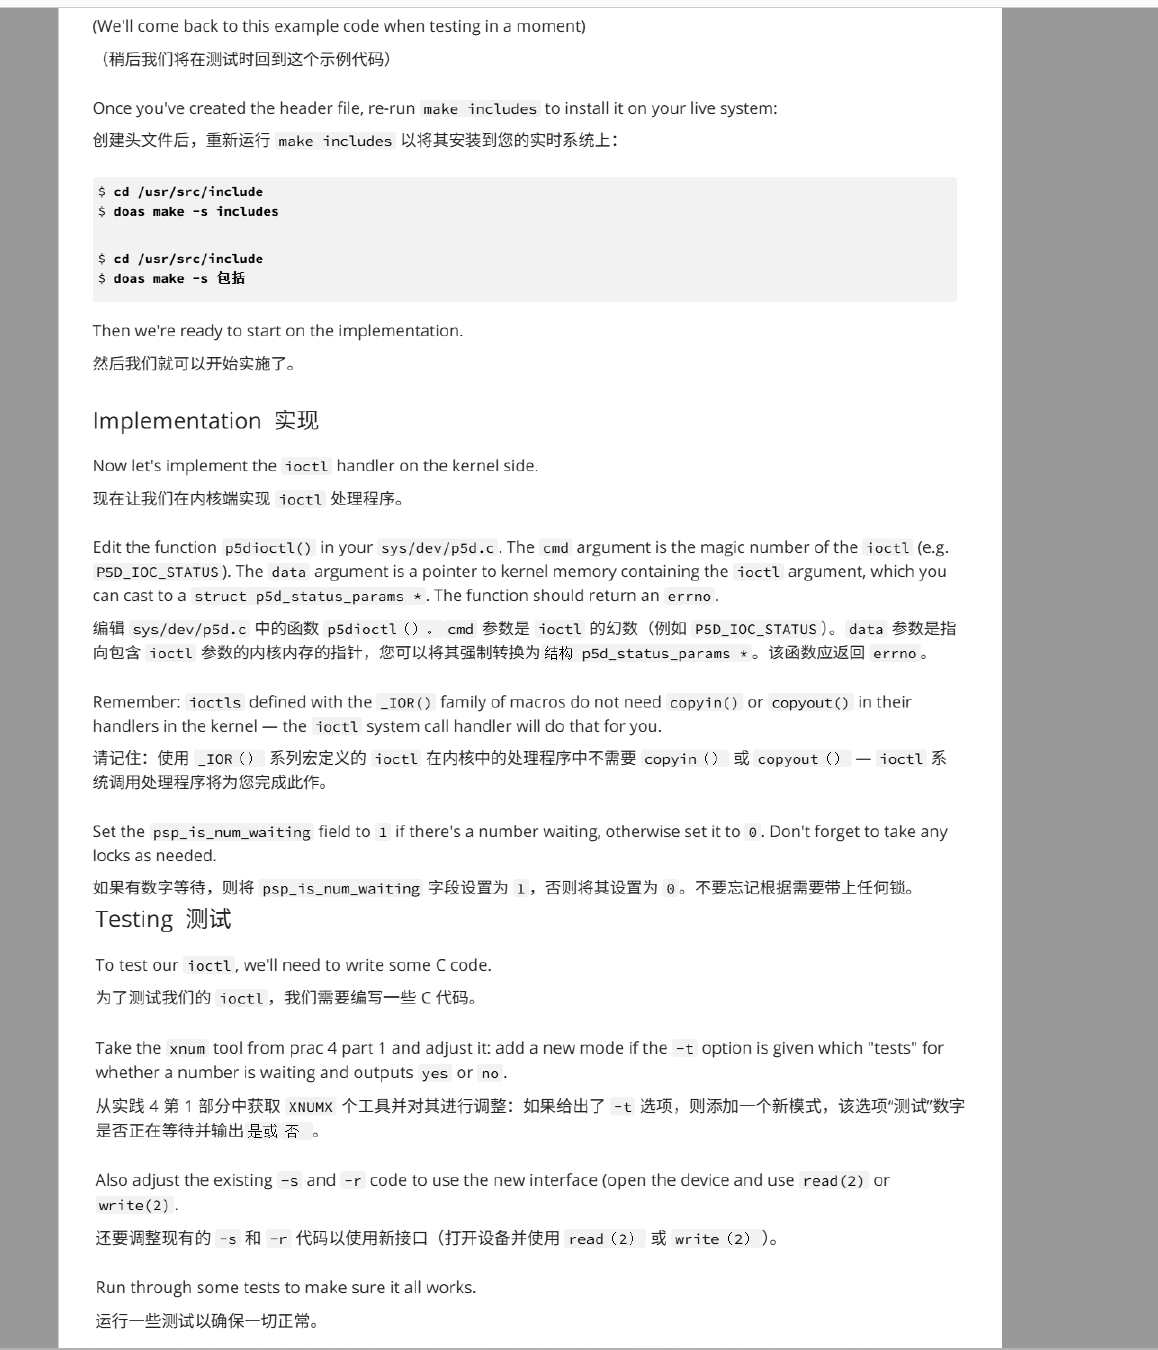 (We'll come back to this example code when testing in a moment)
（稍后我们将在测试时回到这个示例代码）
Once you've created the header file, re-run make includes to install it on your live system:
创建头文件后，重新运行 make includes 以将其安装到您的实时系统上：
$ cd /usr/src/include
$ doas make -s includes
$ cd /usr/src/include
$ doas make -s 包括
Then we're ready to start on the implementation.
然后我们就可以开始实施了。
Implementation 实现
Now let's implement the ioctl handler on the kernel side.
现在让我们在内核端实现 ioctl 处理程序。
Edit the function p5dioctl() in your sys/dev/p5d.c. The cmd argument is the magic number of the ioctl (e.g.
P5D_IOC_STATUS). The data argument is a pointer to kernel memory containing the ioctl argument, which you
can cast to a struct p5d_status_params *. The function should return an errno.
编辑 sys/dev/p5d.c 中的函数 p5dioctl（）。cmd 参数是 ioctl 的幻数（例如 P5D_IOC_STATUS）。data 参数是指
向包含 ioctl 参数的内核内存的指针，您可以将其强制转换为结构 p5d_status_params *。该函数应返回 errno。
Remember: ioctls defined with the _IOR() family of macros do not need copyin() or copyout() in their
handlers in the kernel — the ioctl system call handler will do that for you.
请记住：使用 _IOR（） 系列宏定义的 ioctl 在内核中的处理程序中不需要 copyin（） 或 copyout（） — ioctl 系
统调用处理程序将为您完成此作。
Set the psp_is_num_waiting field to 1 if there's a number waiting, otherwise set it to 0. Don't forget to take any
locks as needed.
如果有数字等待，则将 psp_is_num_waiting 字段设置为 1，否则将其设置为 0。不要忘记根据需要带上任何锁。
Testing 测试
To test our ioctl, we'll need to write some C code.
为了测试我们的 ioctl，我们需要编写一些 C 代码。
Take the xnum tool from prac 4 part 1 and adjust it: add a new mode if the -t option is given which "tests" for
whether a number is waiting and outputs yes or no.
从实践 4 第 1 部分中获取 XNUMX 个工具并对其进行调整：如果给出了 -t 选项，则添加一个新模式，该选项“测试”数字
是否正在等待并输出是或 否 。
Also adjust the existing -s and -r code to use the new interface (open the device and use read(2) or
write(2).
还要调整现有的 -s 和 -r 代码以使用新接口（打开设备并使用 read（2） 或 write（2））。
Run through some tests to make sure it all works.
运行一些测试以确保一切正常。